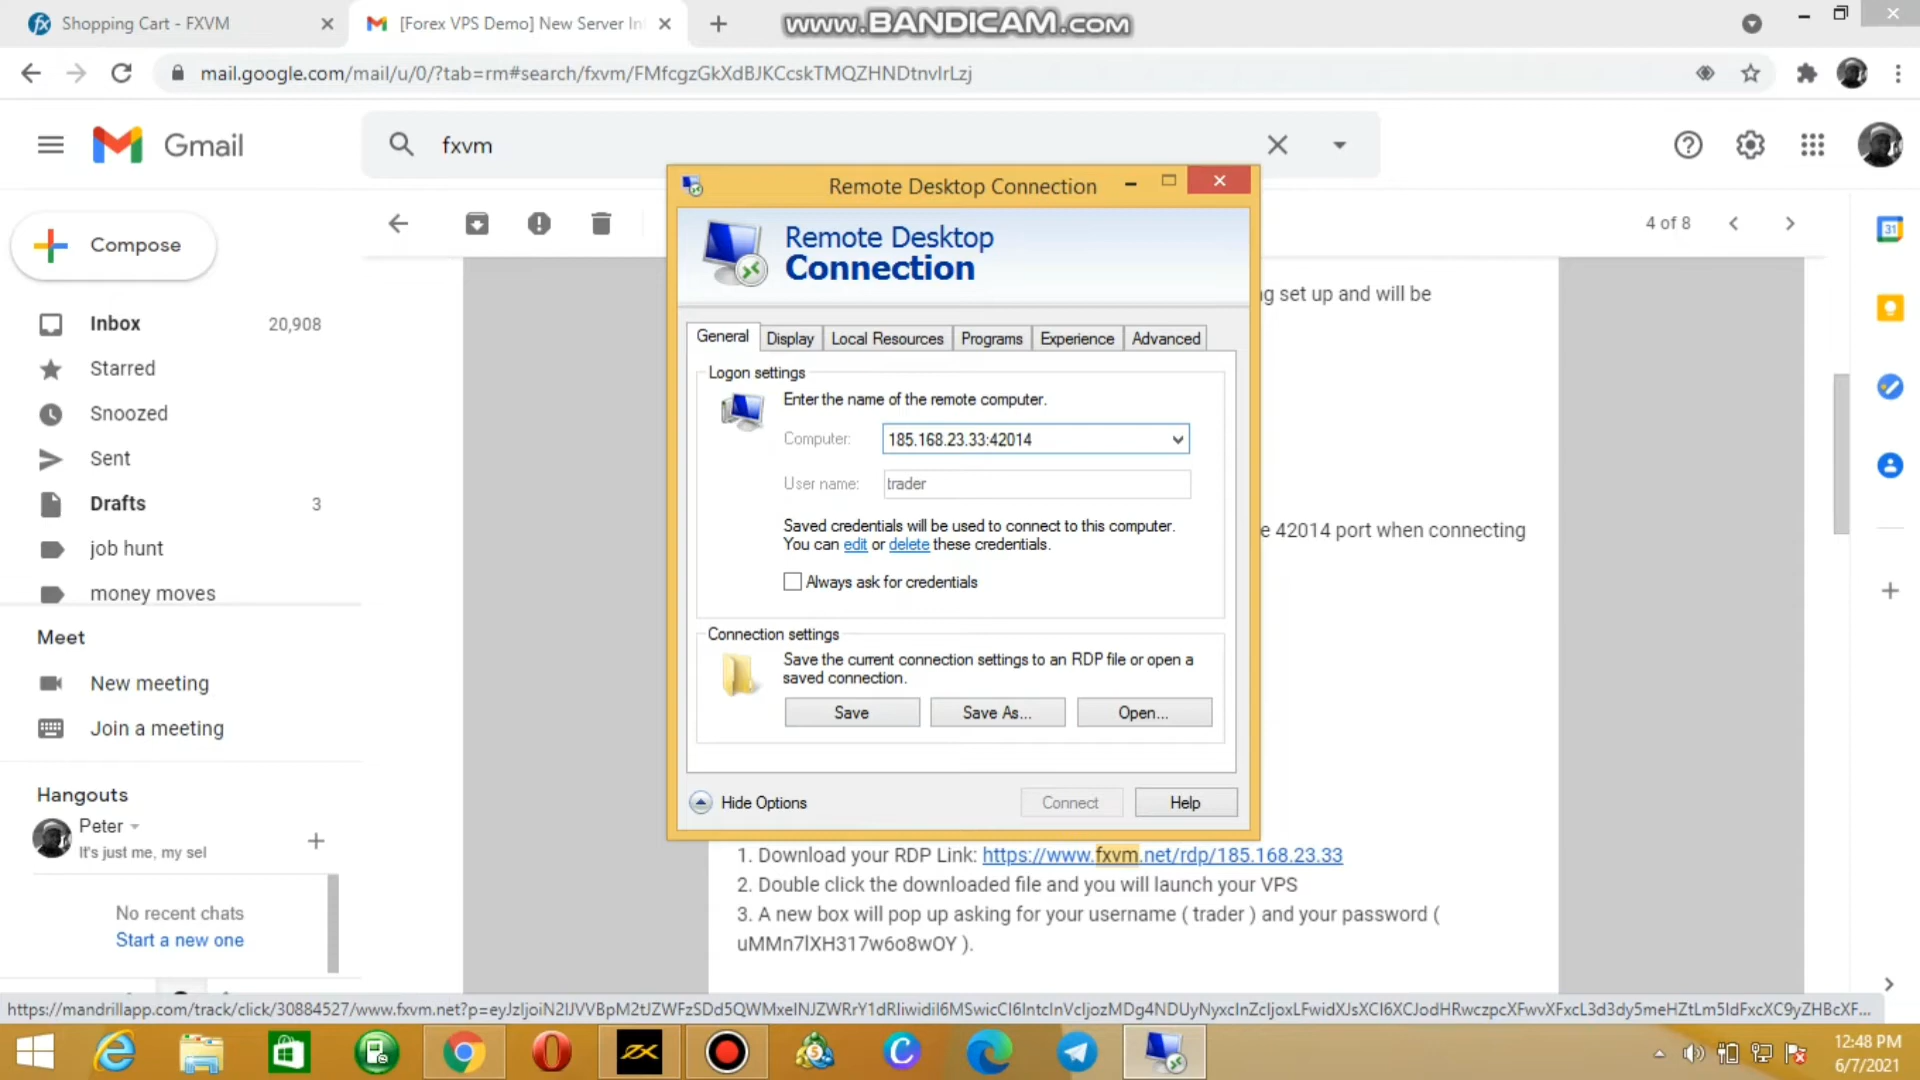 Shopping Cart - FXVM
[Forex VPS Demo] New Server In
www.BANDICAM.com
mail.google.com/mail/u/0/?tab=rm#search/fxvm/FMfcgzGkXdBJKCcskTMQZHNDtnvIrLzj
Gmail
fxvm
Compose
4 of 8
Inbox 20,908
Starred
Snoozed
Sent
Drafts 3
job hunt
money moves
Meet
New meeting
Join a meeting
Hangouts
Peter
It's just me, my sel
No recent chats
Start a new one
Remote Desktop Connection
Remote Desktop
Connection
General Display Local Resources Programs Experience Advanced
Logon settings
Enter the name of the remote computer.
Computer: 185.168.23.33:42014
User name: trader
Saved credentials will be used to connect to this computer.
You can edit or delete these credentials.
Always ask for credentials
Connection settings
Save the current connection settings to an RDP file or open a
saved connection.
Save Save As... Open...
Hide Options Connect Help
g set up and will be
e 42014 port when connecting
1. Download your RDP Link: https://www.fxvm.net/rdp/185.168.23.33
2. Double click the downloaded file and you will launch your VPS
3. A new box will pop up asking for your username ( trader ) and your password (
uMMn7lXH317w6o8wOY ).
31
12:48 PM
6/7/2021